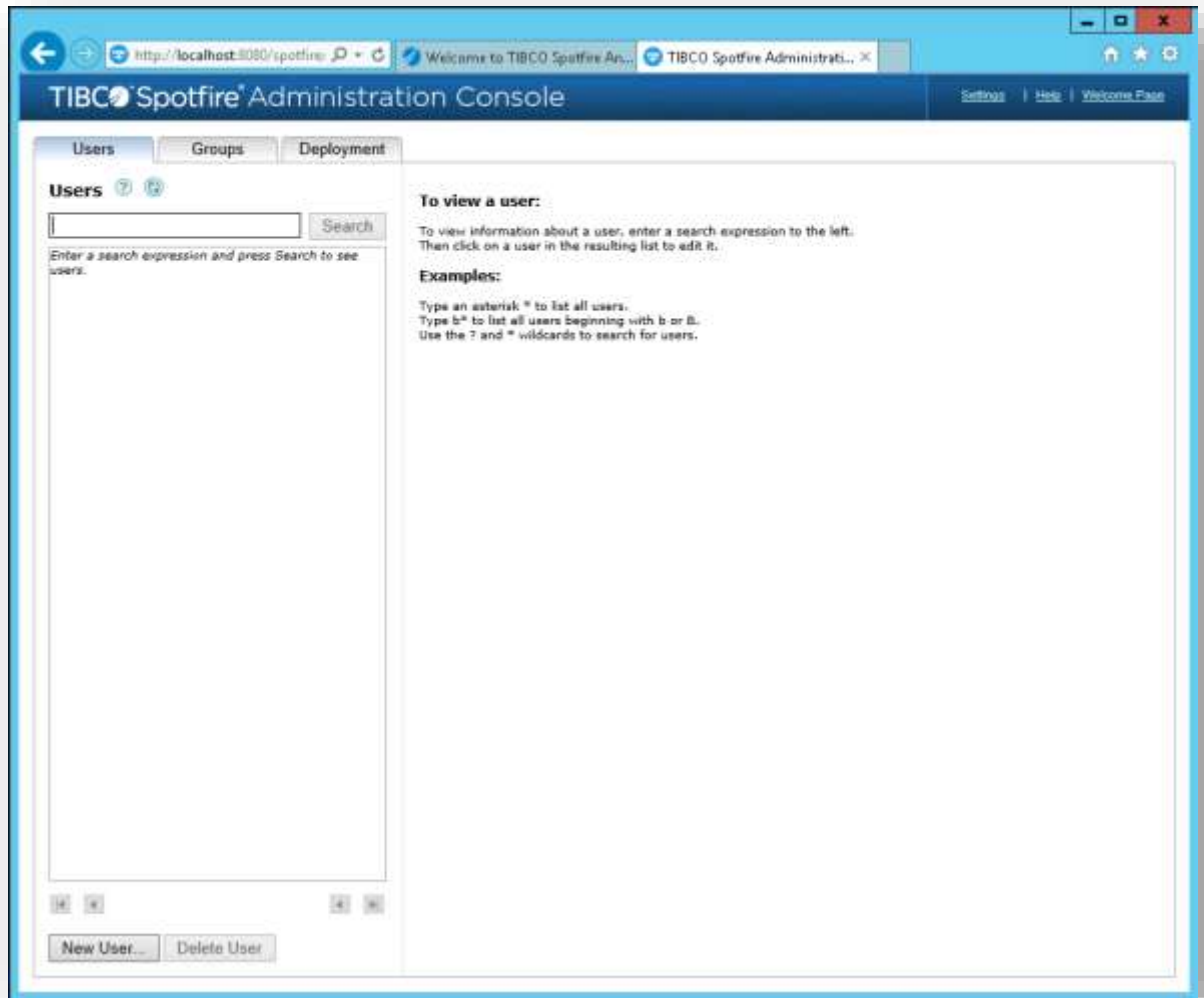 http://localhost:8080/spotfire
Welcome to TIBCO Spotfire An...
TIBCO Spotfire Administrati...
TIBCO Spotfire® Administration Console
Settings | Help | Welcome Page
Users
Groups
Deployment
Users
Search
Enter a search expression and press Search to see
users.
To view a user:
To view information about a user, enter a search expression to the left.
Then click on a user in the resulting list to edit it.
Examples:
Type an asterisk * to list all users.
Type b* to list all users beginning with b or B.
Use the ? and * wildcards to search for users.
New User...
Delete User